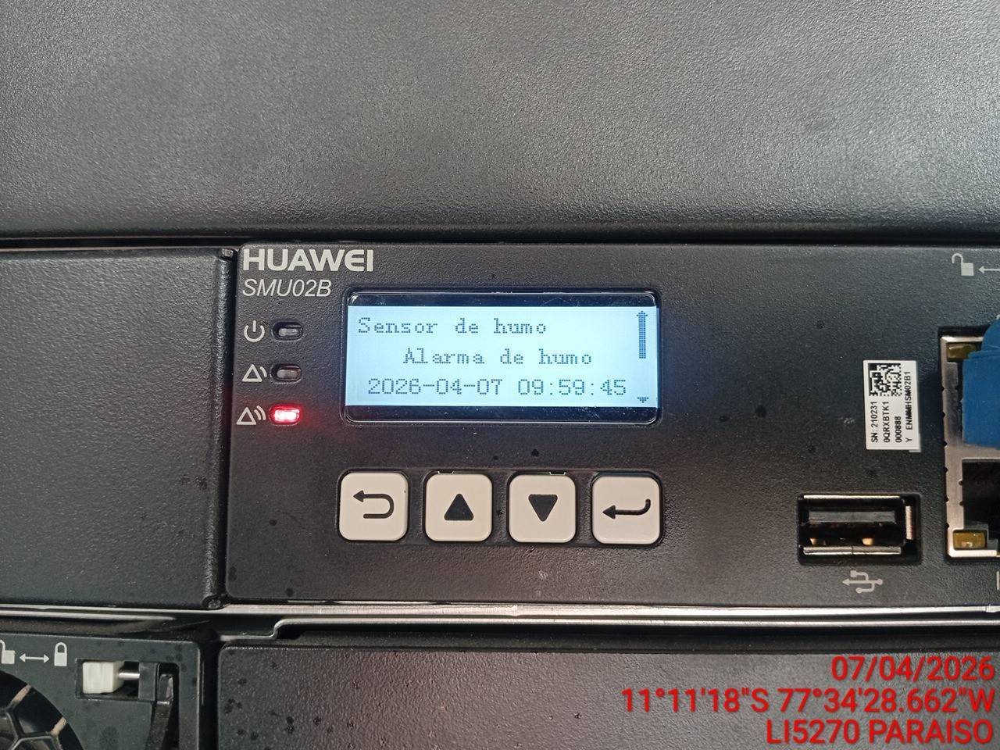 HUAWEI
SMU02B
Sensor de humo
Alarma de humo
2026-04-07 09:59:45
SN: 210231
0QRXBTK1
000888
Y ENMMHSMU02B1
07/04/2026
11°11'18"S 77°34'28.662"W
LI5270 PARAISO